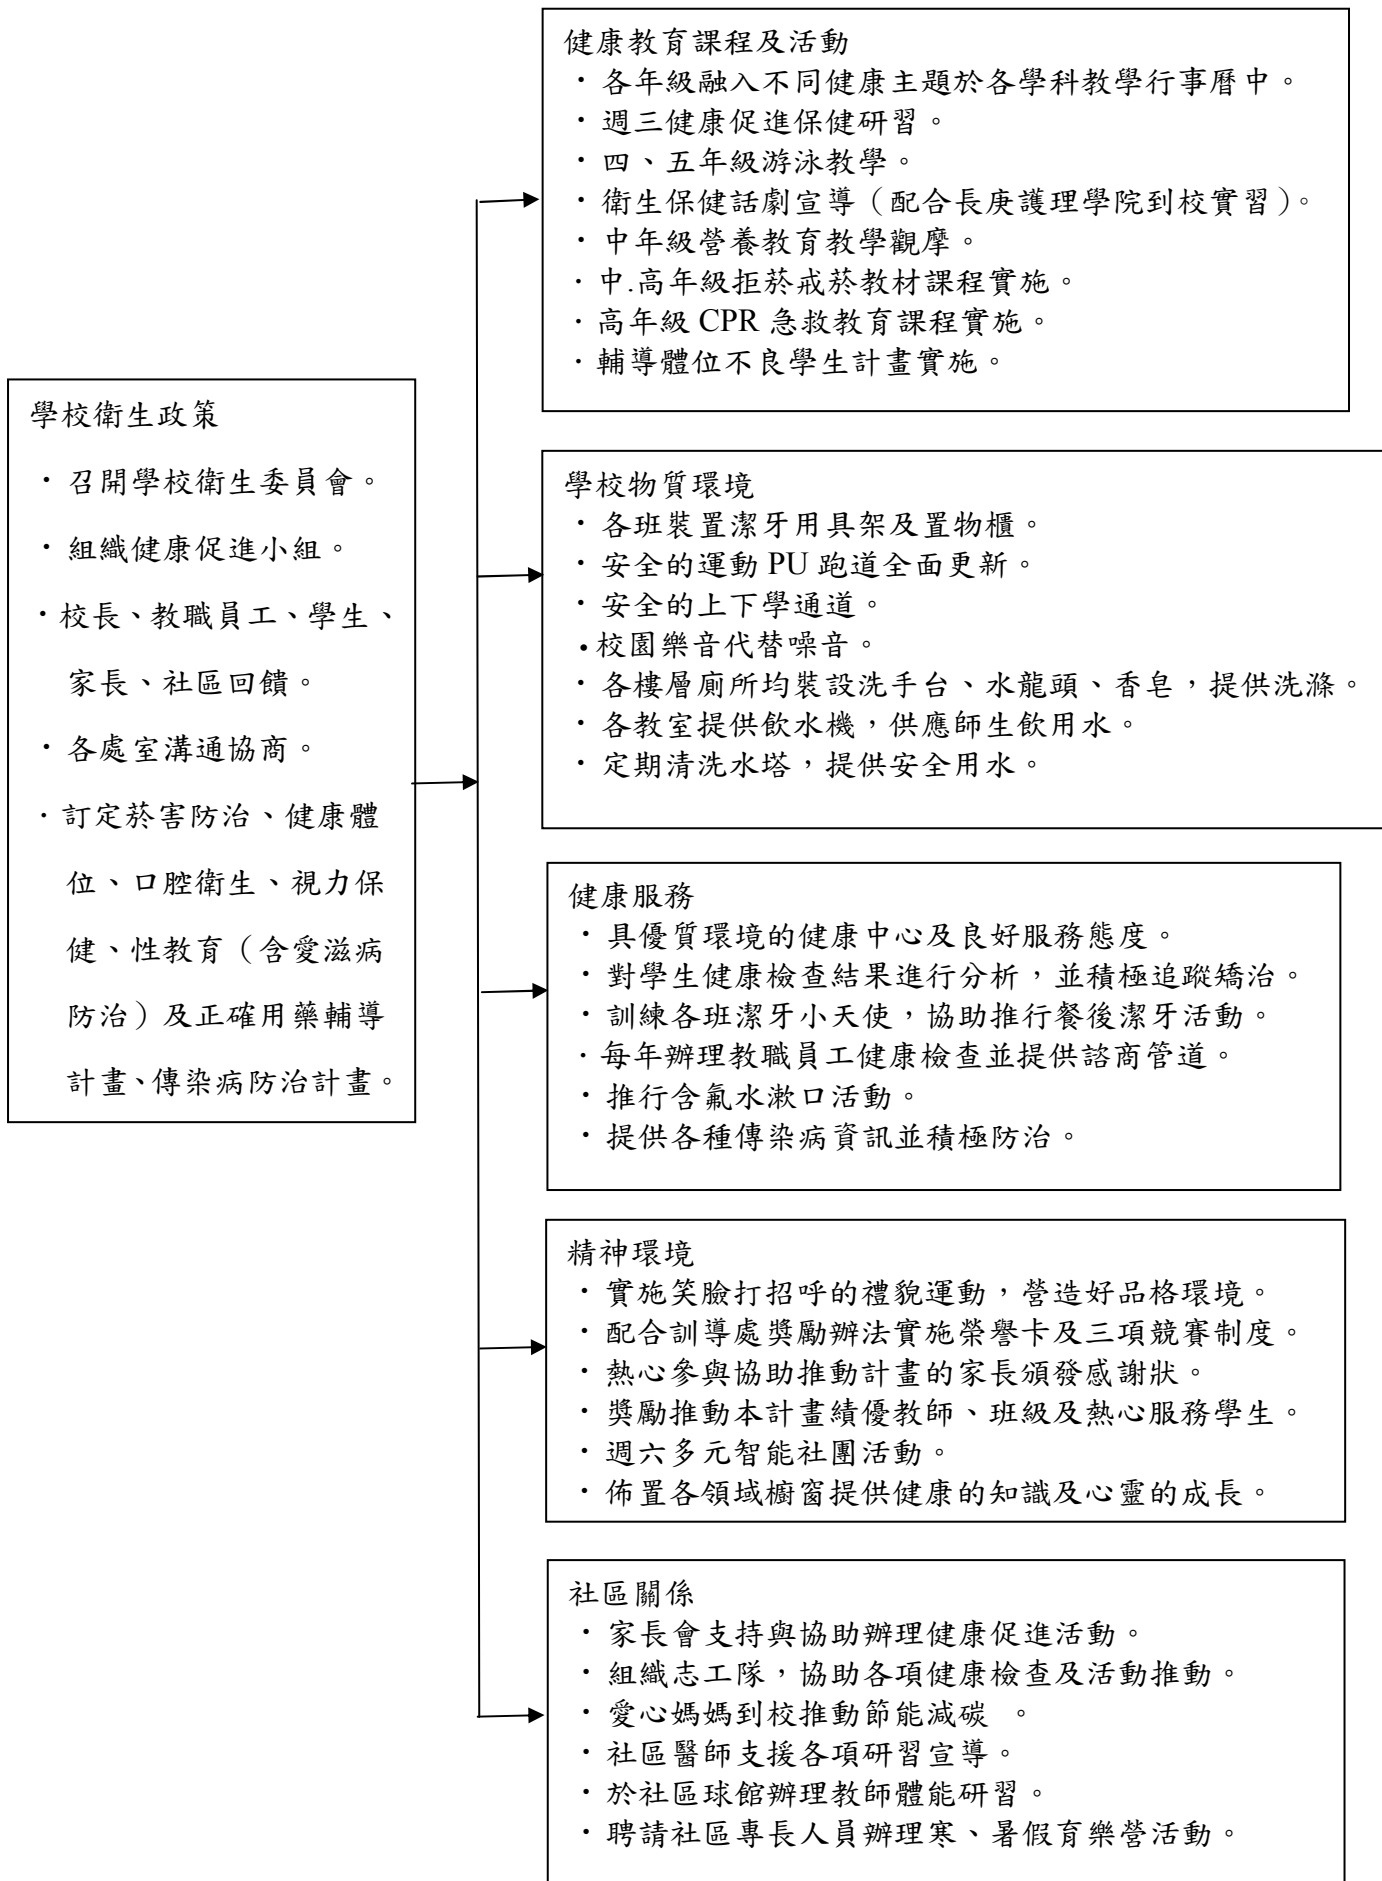 健康教育課程及活動
‧各年級融入不同健康主題於各學科教學行事曆中。
‧週三健康促進保健研習。
‧四、五年級游泳教學。
‧衛生保健話劇宣導（配合長庚護理學院到校實習）。
‧中年級營養教育教學觀摩。
‧中.高年級拒菸戒菸教材課程實施。
‧高年級 CPR 急救教育課程實施。
‧輔導體位不良學生計畫實施。
學校衛生政策
‧召開學校衛生委員會。
‧組織健康促進小組。
‧校長、教職員工、學生、
家長、社區回饋。
‧各處室溝通協商。
‧訂定菸害防治、健康體
位、口腔衛生、視力保
健、性教育（含愛滋病
防治）及正確用藥輔導
計畫、傳染病防治計畫。
學校物質環境
‧各班裝置潔牙用具架及置物櫃。
‧安全的運動 PU 跑道全面更新。
‧安全的上下學通道。
•校園樂音代替噪音。
‧各樓層廁所均裝設洗手台、水龍頭、香皂，提供洗滌。
‧各教室提供飲水機，供應師生飲用水。
‧定期清洗水塔，提供安全用水。
健康服務
‧具優質環境的健康中心及良好服務態度。
‧對學生健康檢查結果進行分析，並積極追蹤矯治。
‧訓練各班潔牙小天使，協助推行餐後潔牙活動。
‧每年辦理教職員工健康檢查並提供諮商管道。
‧推行含氟水漱口活動。
‧提供各種傳染病資訊並積極防治。
精神環境
‧實施笑臉打招呼的禮貌運動，營造好品格環境。
‧配合訓導處獎勵辦法實施榮譽卡及三項競賽制度。
‧熱心參與協助推動計畫的家長頒發感謝狀。
‧獎勵推動本計畫績優教師、班級及熱心服務學生。
‧週六多元智能社團活動。
‧佈置各領域櫥窗提供健康的知識及心靈的成長。
社區關係
‧家長會支持與協助辦理健康促進活動。
‧組織志工隊，協助各項健康檢查及活動推動。
‧愛心媽媽到校推動節能減碳 。
‧社區醫師支援各項研習宣導。
‧於社區球館辦理教師體能研習。
‧聘請社區專長人員辦理寒、暑假育樂營活動。